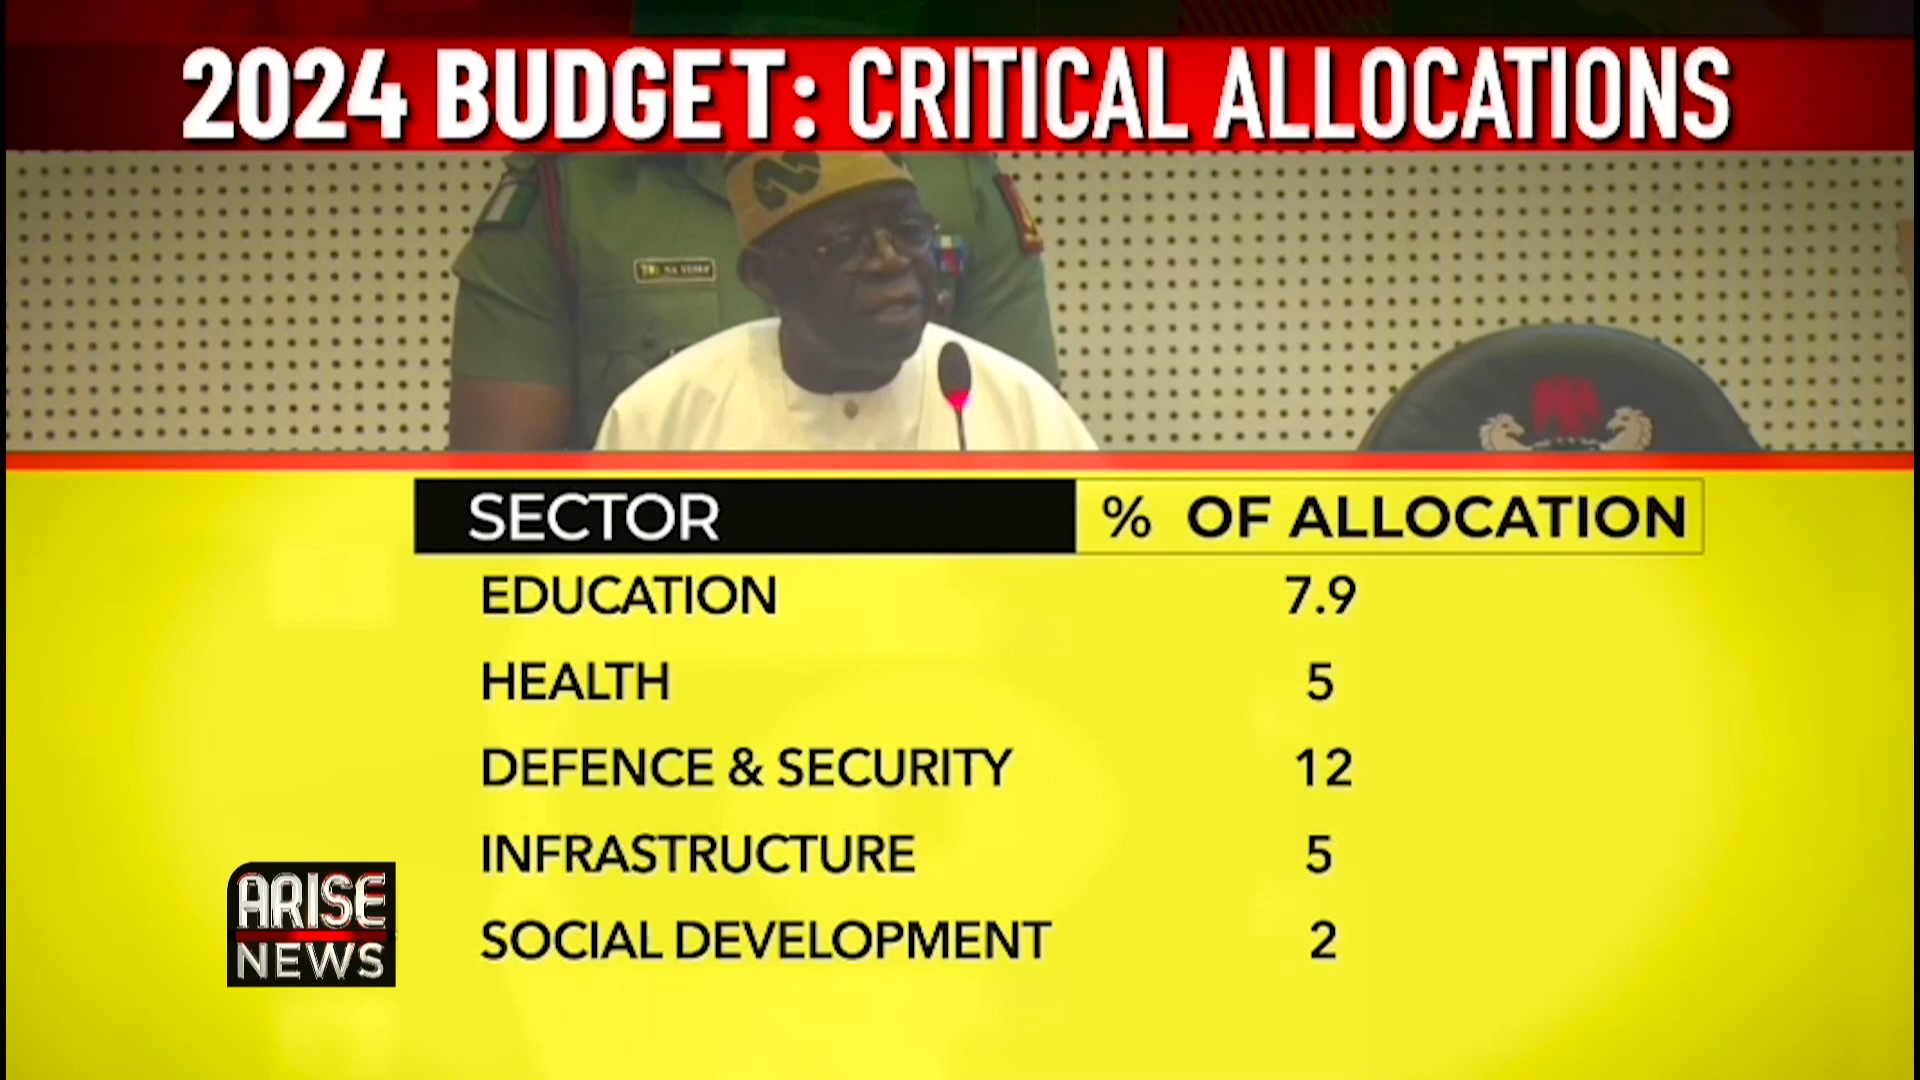 2024 BUDGET: CRITICAL ALLOCATIONS
SECTOR % OF ALLOCATION
EDUCATION 7.9
HEALTH 5
DEFENCE & SECURITY 12
INFRASTRUCTURE 5
SOCIAL DEVELOPMENT 2
ARISE
NEWS